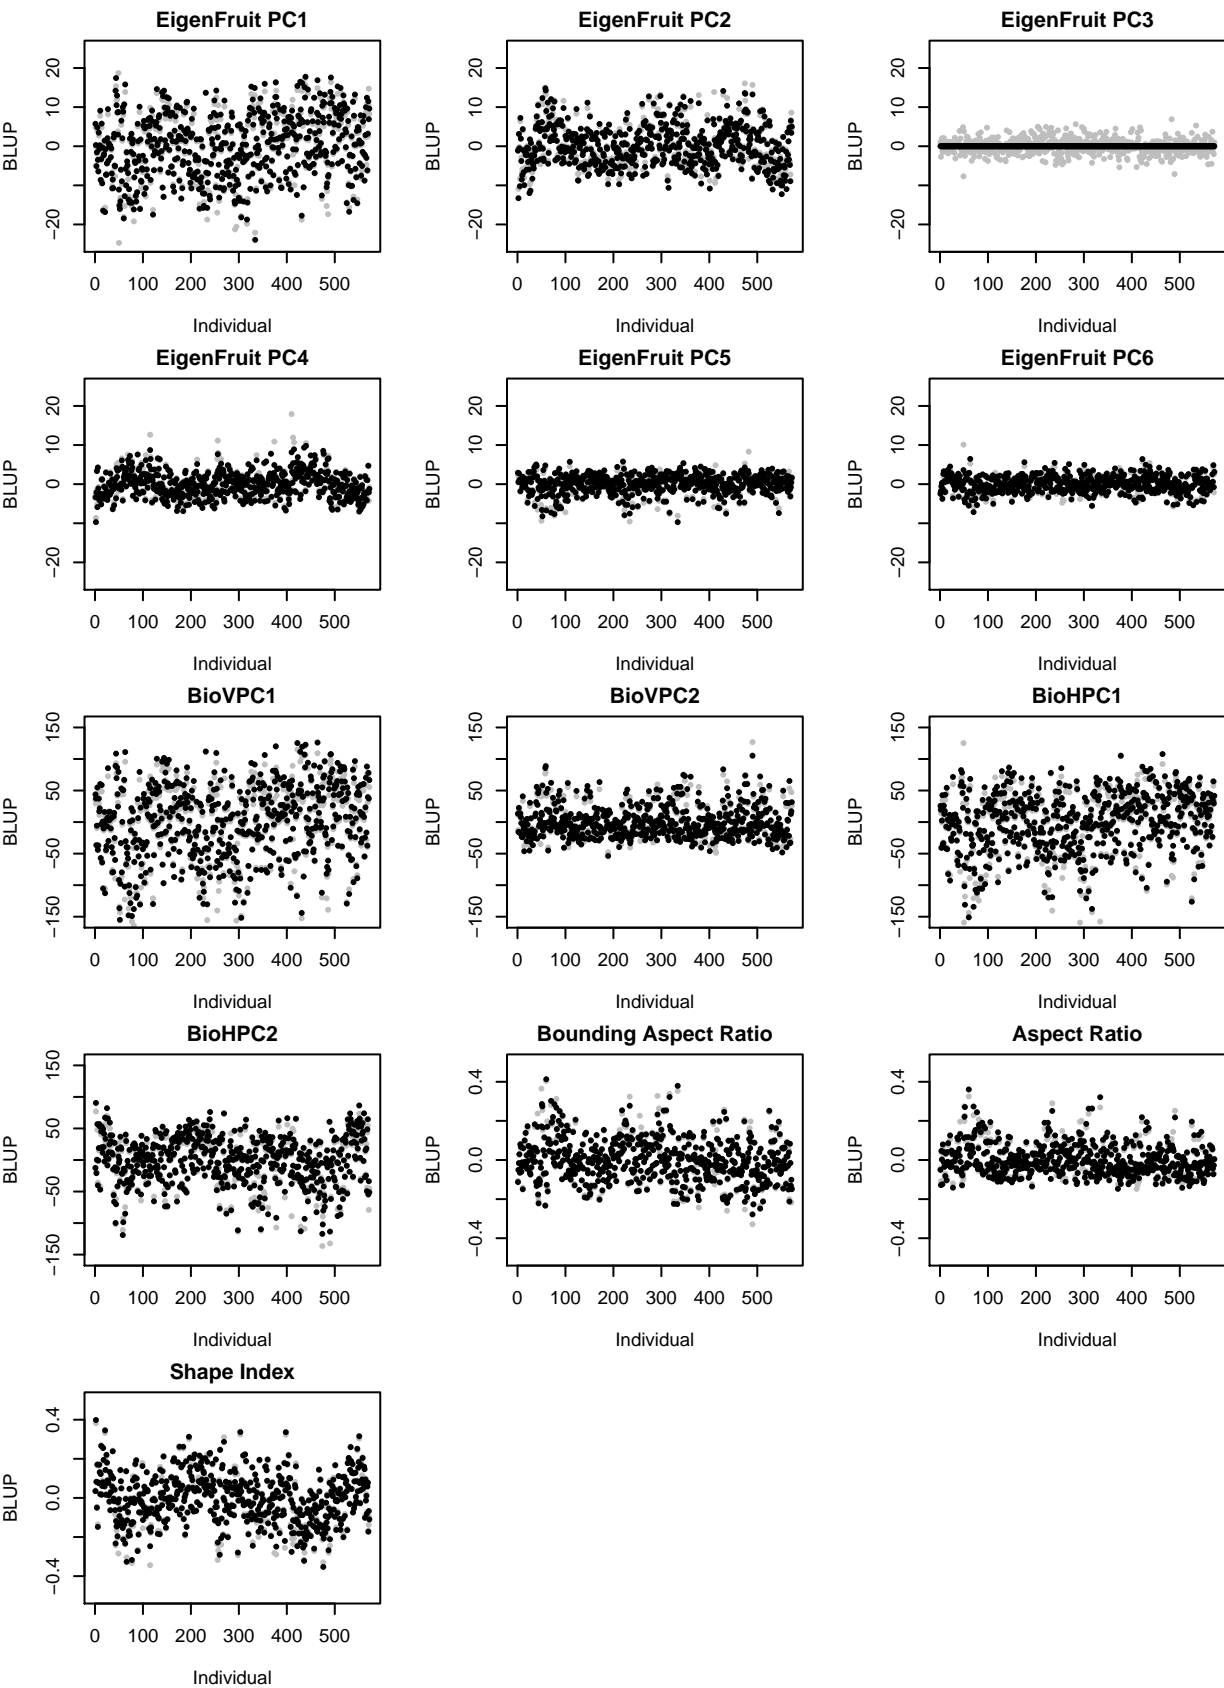 EigenFruit PC1 EigenFruit PC2 EigenFruit PC3
BLUP BLUP BLUP
20 20 20
10 10 10
0 0 0
−20 −20 −20
0 100 200 300 400 500 0 100 200 300 400 500 0 100 200 300 400 500
Individual Individual Individual
EigenFruit PC4 EigenFruit PC5 EigenFruit PC6
BLUP BLUP BLUP
20 20 20
10 10 10
0 0 0
−20 −20 −20
0 100 200 300 400 500 0 100 200 300 400 500 0 100 200 300 400 500
Individual Individual Individual
BioVPC1 BioVPC2 BioHPC1
BLUP BLUP BLUP
150 150 150
50 50 50
−50 −50 −50
−150 −150 −150
0 100 200 300 400 500 0 100 200 300 400 500 0 100 200 300 400 500
Individual Individual Individual
BioHPC2 Bounding Aspect Ratio Aspect Ratio
BLUP BLUP BLUP
150 0.4 0.4
50 0.0 0.0
−50 −0.4 −0.4
−150
0 100 200 300 400 500 0 100 200 300 400 500 0 100 200 300 400 500
Individual Individual Individual
Shape Index
BLUP
0.4
0.0
−0.4
0 100 200 300 400 500
Individual